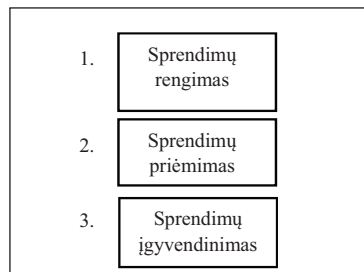 1. Sprendimų
rengimas
2. Sprendimų
priėmimas
3. Sprendimų
įgyvendinimas